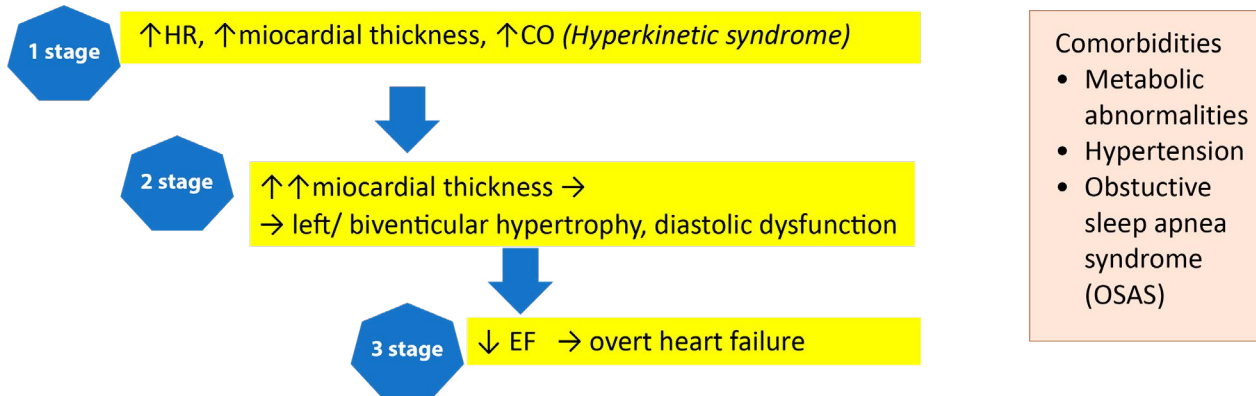 1 stage
↑HR, ↑miocardial thickness, ↑CO (Hyperkinetic syndrome)
2 stage
↑↑miocardial thickness →
→ left/ biventicular hypertrophy, diastolic dysfunction
3 stage
↓ EF → overt heart failure
Comorbidities
• Metabolic
abnormalities
• Hypertension
• Obstuctive
sleep apnea
syndrome
(OSAS)